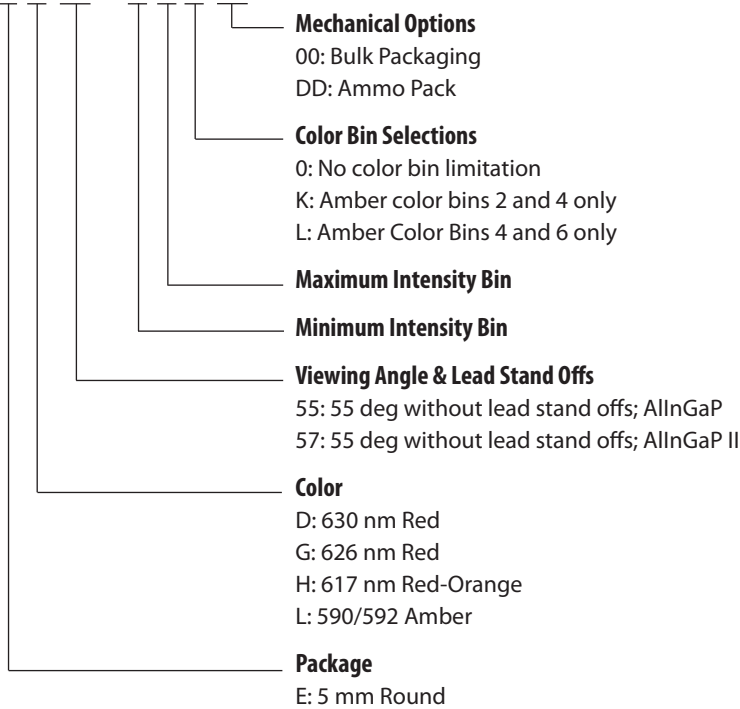 Mechanical Options
00: Bulk Packaging
DD: Ammo Pack
Color Bin Selections
0: No color bin limitation
K: Amber color bins 2 and 4 only
L: Amber Color Bins 4 and 6 only
Maximum Intensity Bin
Minimum Intensity Bin
Viewing Angle & Lead Stand Offs
55: 55 deg without lead stand offs; AlInGaP
57: 55 deg without lead stand offs; AlInGaP II
Color
D: 630 nm Red
G: 626 nm Red
H: 617 nm Red-Orange
L: 590/592 Amber
Package
E: 5 mm Round